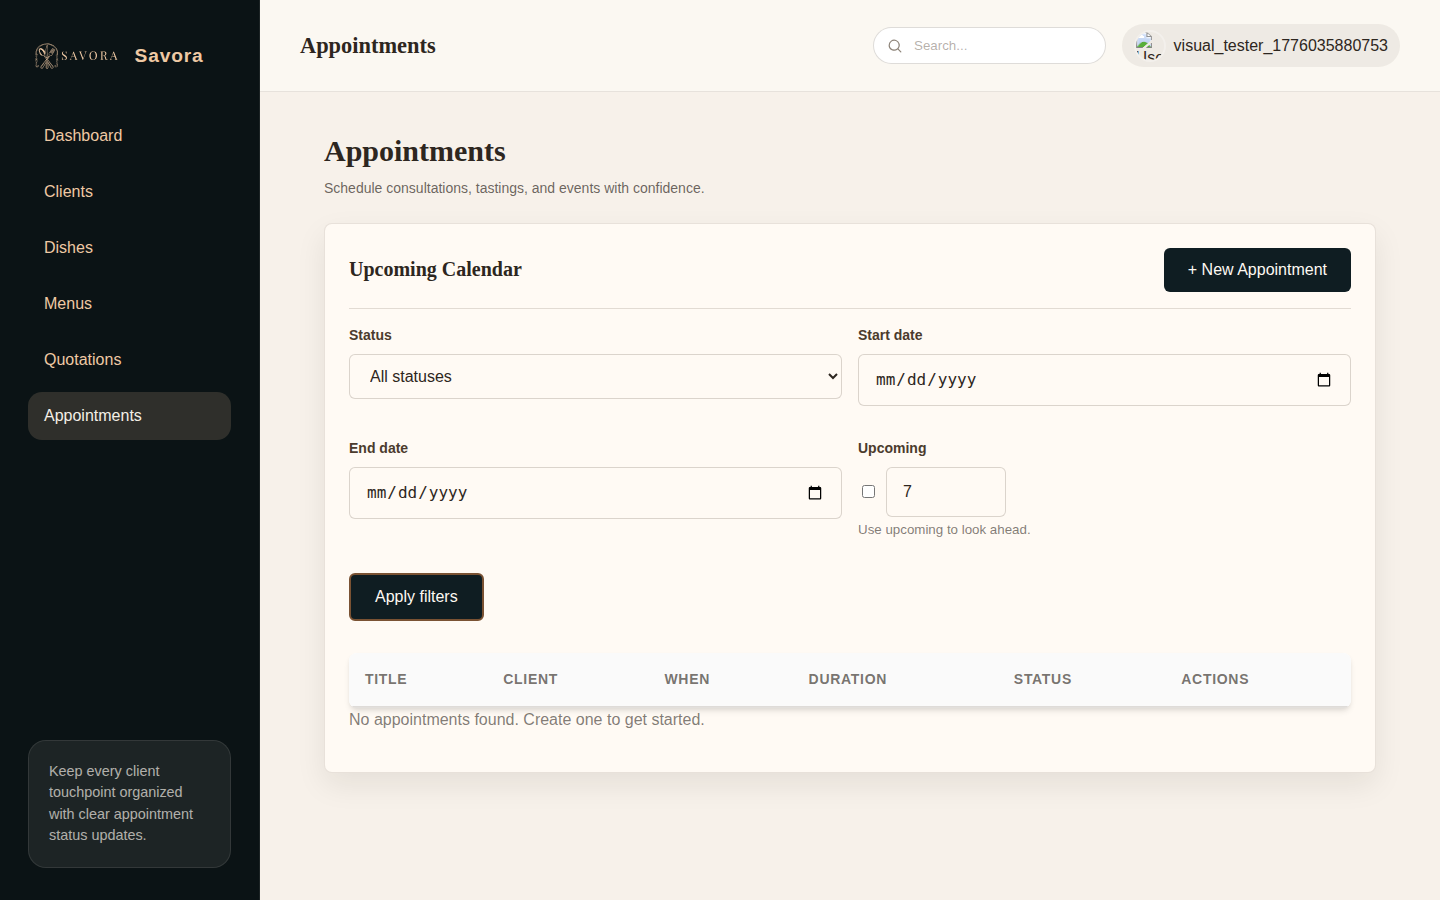 SAVORA
Savora
Dashboard
Clients
Dishes
Menus
Quotations
Appointments
Keep every client
touchpoint organized
with clear appointment
status updates.
Appointments
Search...
visual_tester_1776035880753
Appointments
Schedule consultations, tastings, and events with confidence.
Upcoming Calendar
+ New Appointment
Status
Start date
All statuses
mm/dd/yyyy
End date
Upcoming
mm/dd/yyyy
7
Use upcoming to look ahead.
Apply filters
TITLE CLIENT WHEN DURATION STATUS ACTIONS
No appointments found. Create one to get started.